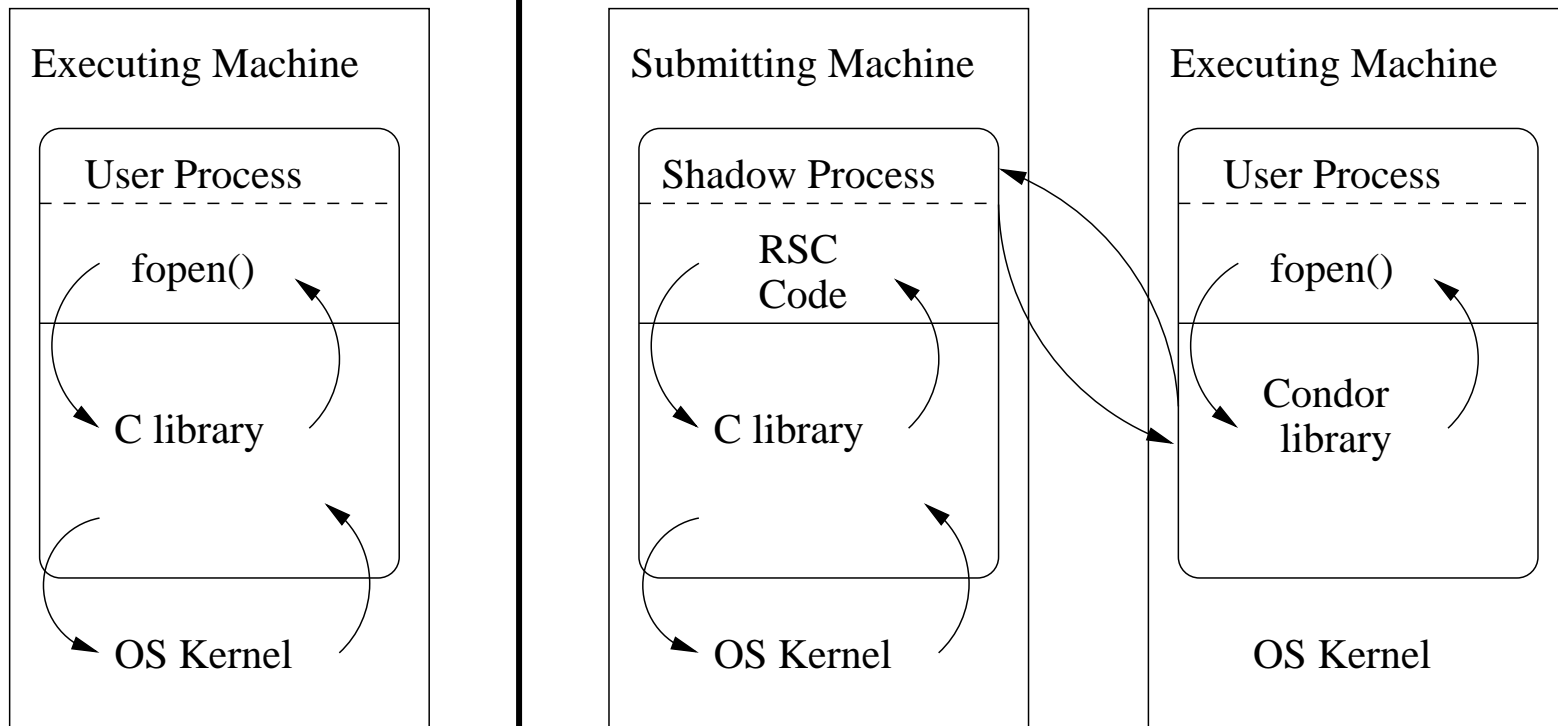 Executing Machine
User Process
fopen()
C library
OS Kernel
Submitting Machine
Shadow Process
RSC
Code
C library
OS Kernel
Executing Machine
User Process
fopen()
Condor
library
OS Kernel